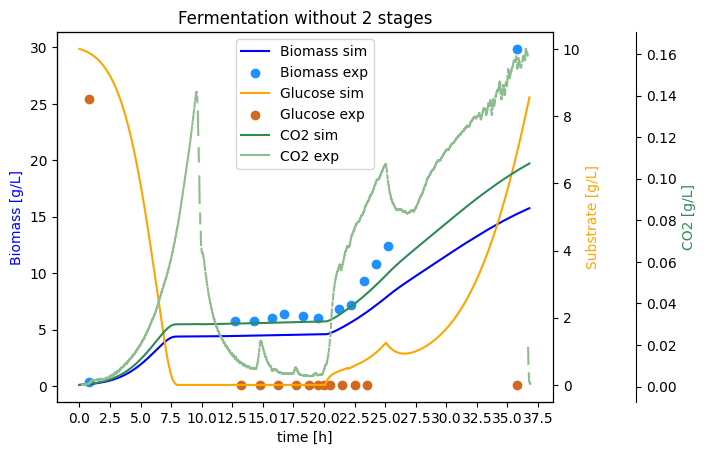 Fermentation without 2 stages
Biomass sim
Biomass exp
Glucose sim
Glucose exp
CO2 sim
CO2 exp
Biomass [g/L]
30
25
20
15
10
5
0
Substrate [g/L]
10
8
6
4
2
0
CO2 [g/L]
0.16
0.14
0.12
0.10
0.08
0.06
0.04
0.02
0.00
0.0 2.5 5.0 7.5 10.0 12.5 15.0 17.5 20.0 22.5 25.0 27.5 30.0 32.5 35.0 37.5
time [h]